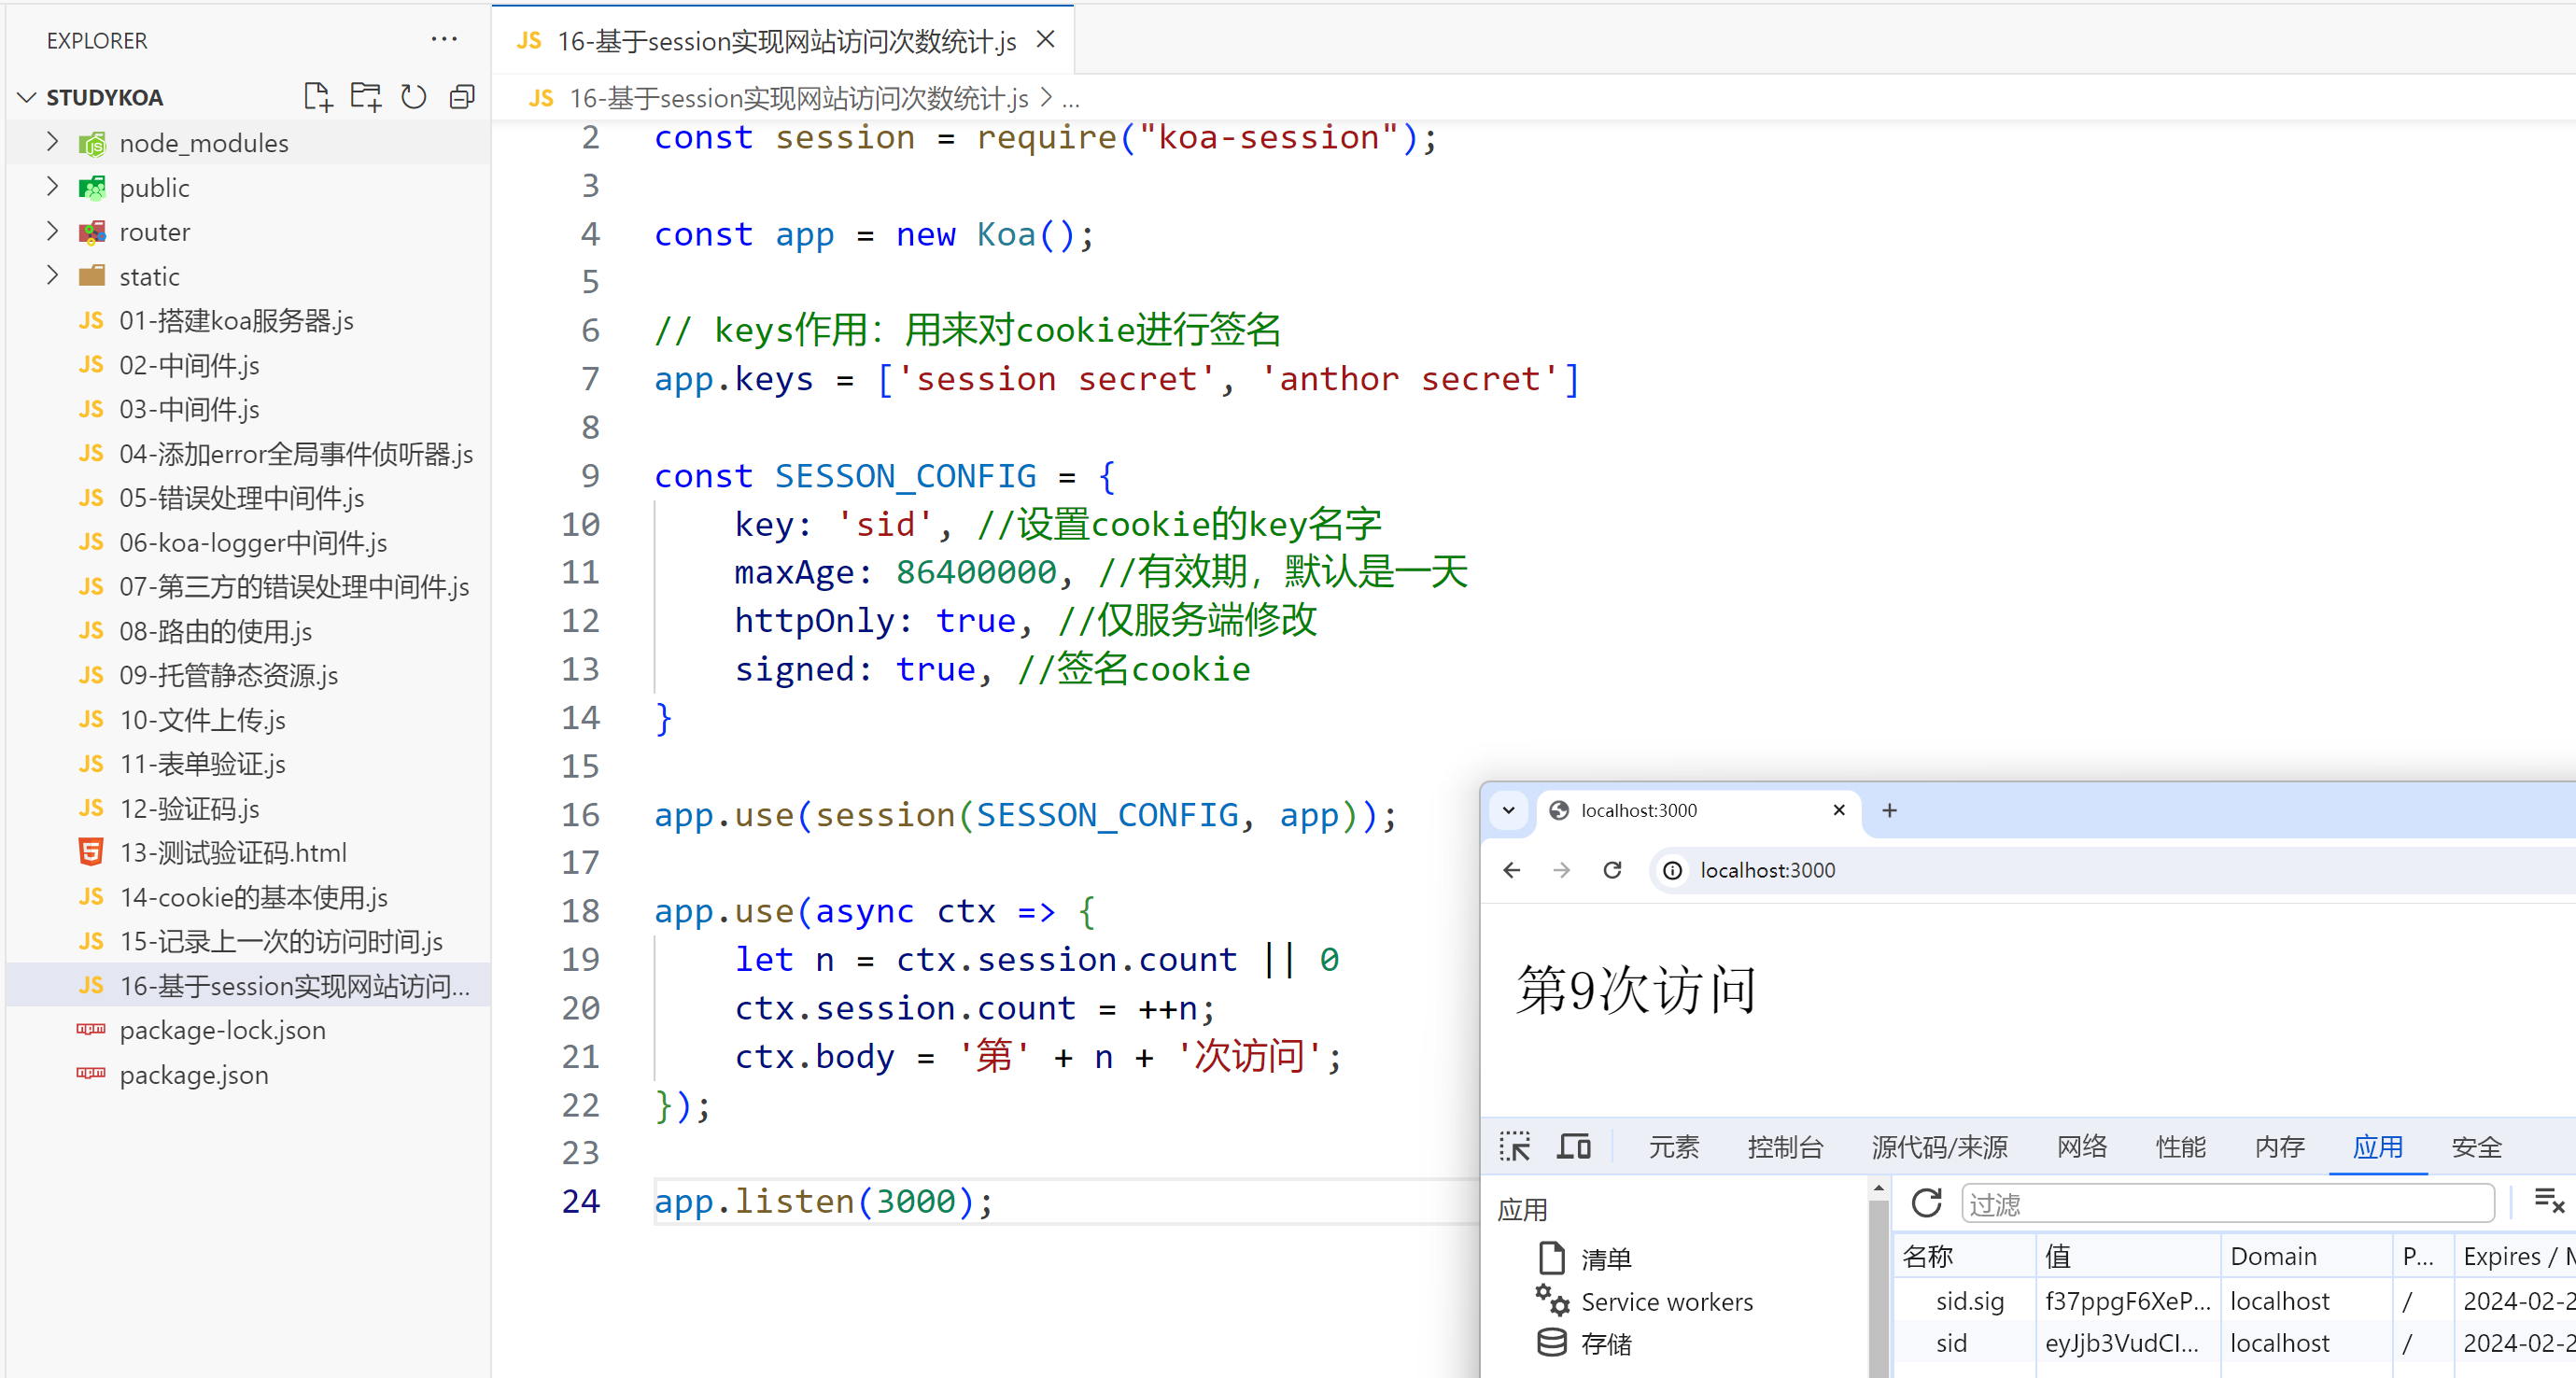 EXPLORER
STUDYKOA
node_modules
public
router
static
JS 01-搭建koa服务器.js
JS 02-中间件.js
JS 03-中间件.js
JS 04-添加error全局事件侦听器.js
JS 05-错误处理中间件.js
JS 06-koa-logger中间件.js
JS 07-第三方的错误处理中间件.js
JS 08-路由的使用.js
JS 09-托管静态资源.js
JS 10-文件上传.js
JS 11-表单验证.js
JS 12-验证码.js
13-测试验证码.html
JS 14-cookie的基本使用.js
JS 15-记录上一次的访问时间.js
JS 16-基于session实现网站访问...
package-lock.json
package.json
JS 16-基于session实现网站访问次数统计.js
JS 16-基于session实现网站访问次数统计.js > ...
2 const session = require("koa-session");
3
4 const app = new Koa();
5
6 // keys作用：用来对cookie进行签名
7 app.keys = ['session secret', 'anthor secret']
8
9 const SESSON_CONFIG = {
10 key: 'sid', //设置cookie的key名字
11 maxAge: 86400000, //有效期，默认是一天
12 httpOnly: true, //仅服务端修改
13 signed: true, //签名cookie
14 }
15
16 app.use(session(SESSON_CONFIG, app));
17
18 app.use(async ctx => {
19 let n = ctx.session.count || 0
20 ctx.session.count = ++n;
21 ctx.body = '第' + n + '次访问';
22 });
23
24 app.listen(3000);
localhost:3000
localhost:3000
第9次访问
元素 控制台 源代码/来源 网络 性能 内存 应用 安全
应用
清单
Service workers
存储
过滤
名称 值 Domain P... Expires / M
sid.sig f37ppgF6XeP... localhost / 2024-02-2
sid eyJjb3VudCI... localhost / 2024-02-2